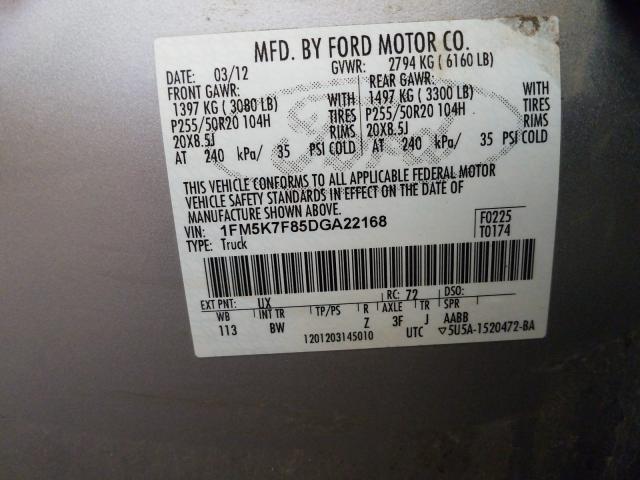 MFD. BY FORD MOTOR CO.
DATE: 03/12 GVWR: 2794 KG (6160 LB)
FRONT GAWR: REAR GAWR:
1397 KG (3080 LB) WITH 1497 KG (3300 LB) WITH
P255/50R20 104H TIRES P255/50R20 104H TIRES
20X8.5J RIMS 20X8.5J RIMS
AT 240 kPa/ 35 PSI COLD AT 240 kPa/ 35 PSI COLD
Ford
THIS VEHICLE CONFORMS TO ALL APPLICABLE FEDERAL MOTOR
VEHICLE SAFETY STANDARDS IN EFFECT ON THE DATE OF
MANUFACTURE SHOWN ABOVE.
VIN: 1FM5K7F85DGA22168 F0225
TYPE: Truck T0174
EXT PNT: UX RC: 72 DSO:
WB INT TR TP/PS R AXLE TR SPR
113 BW Z 3F J AABB
1201203145010 UTC ▽5U5A-1520472-BA